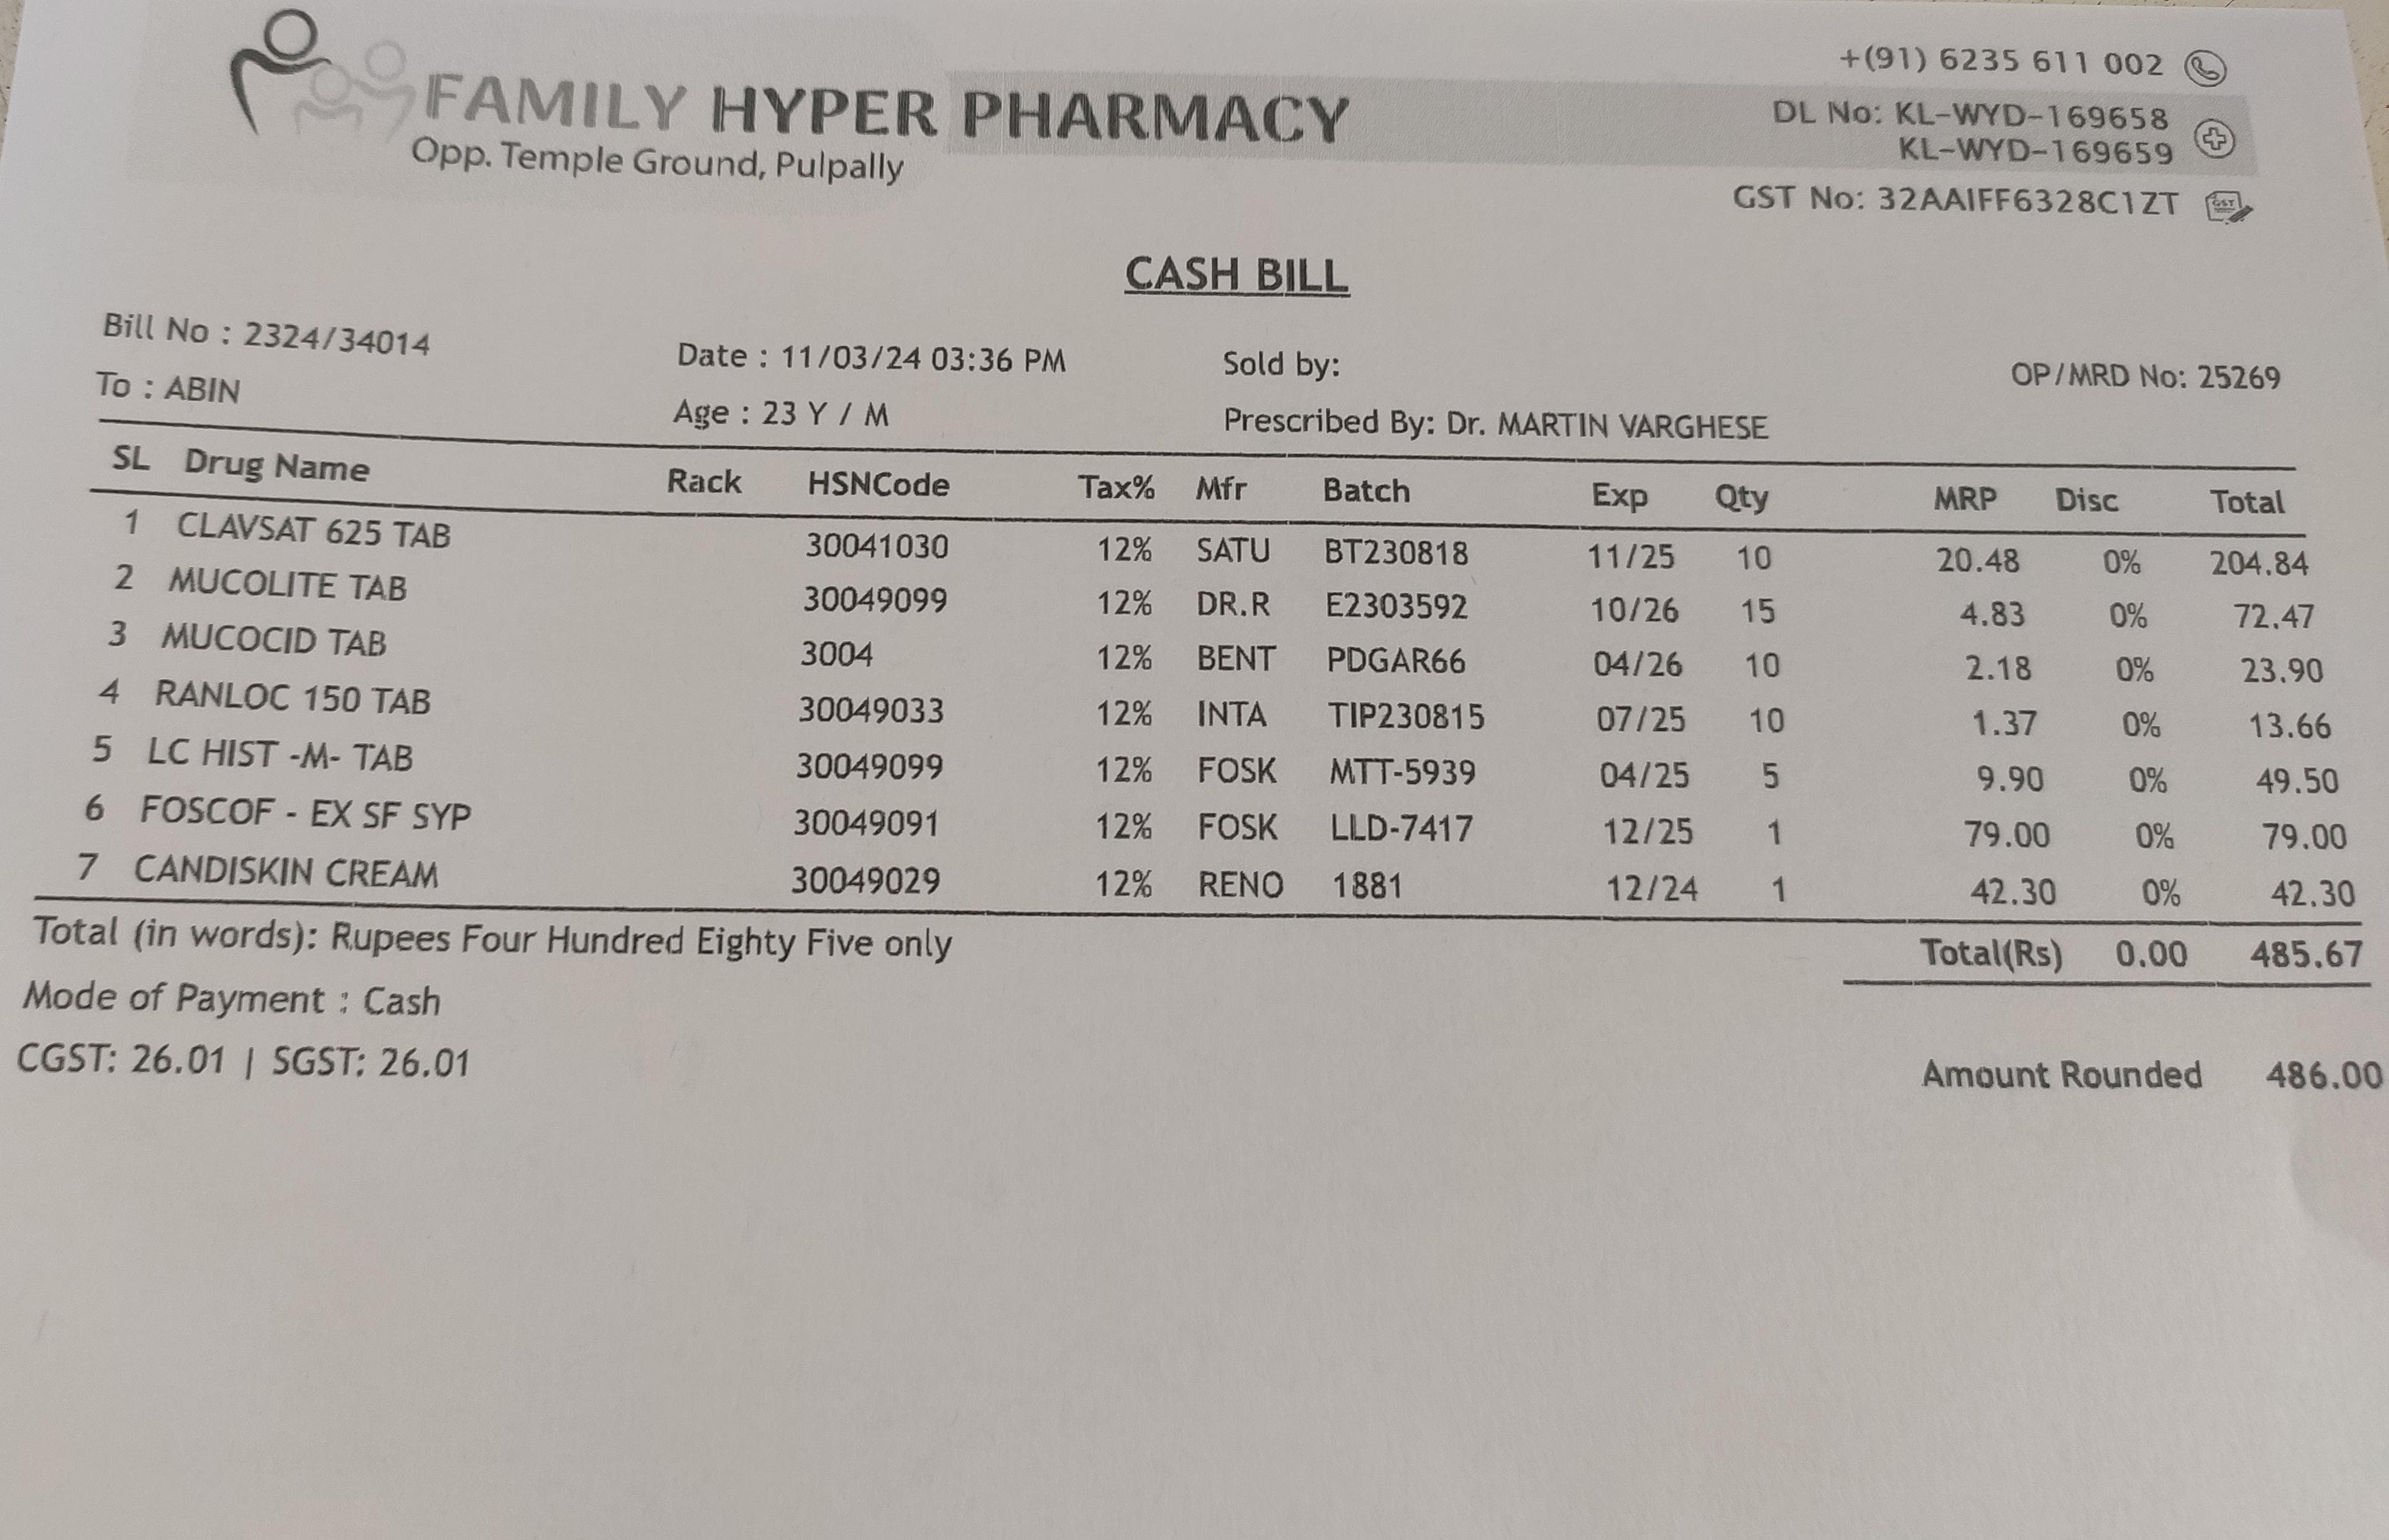 FAMILY HYPER PHARMACY
Opp. Temple Ground, Pulpally
+(91) 6235 611 002
DL No: KL-WYD-169658
KL-WYD-169659
GST No: 32AAIFF6328C1ZT
GST
CASH BILL
Bill No : 2324/34014 Date : 11/03/24 03:36 PM Sold by: OP/MRD No: 25269
To : ABIN Age : 23 Y / M Prescribed By: Dr. MARTIN VARGHESE
SL Drug Name Rack HSNCode Tax% Mfr Batch Exp Qty MRP Disc Total
1 CLAVSAT 625 TAB 30041030 12% SATU BT230818 11/25 10 20.48 0% 204.84
2 MUCOLITE TAB 30049099 12% DR.R E2303592 10/26 15 4.83 0% 72.47
3 MUCOCID TAB 3004 12% BENT PDGAR66 04/26 10 2.18 0% 23.90
4 RANLOC 150 TAB 30049033 12% INTA TIP230815 07/25 10 1.37 0% 13.66
5 LC HIST -M- TAB 30049099 12% FOSK MTT-5939 04/25 5 9.90 0% 49.50
6 FOSCOF - EX SF SYP 30049091 12% FOSK LLD-7417 12/25 1 79.00 0% 79.00
7 CANDISKIN CREAM 30049029 12% RENO 1881 12/24 1 42.30 0% 42.30
Total (in words): Rupees Four Hundred Eighty Five only Total(Rs) 0.00 485.67
Mode of Payment : Cash
CGST: 26.01 | SGST: 26.01 Amount Rounded 486.00